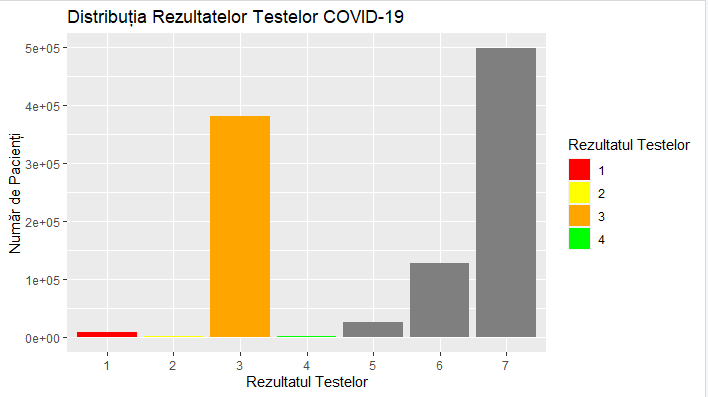 Distribuția Rezultatelor Testelor COVID-19
Număr de Pacienți
5e+05
4e+05
3e+05
2e+05
1e+05
0e+00
1 2 3 4 5 6 7
Rezultatul Testelor
Rezultatul Testelor
1
2
3
4